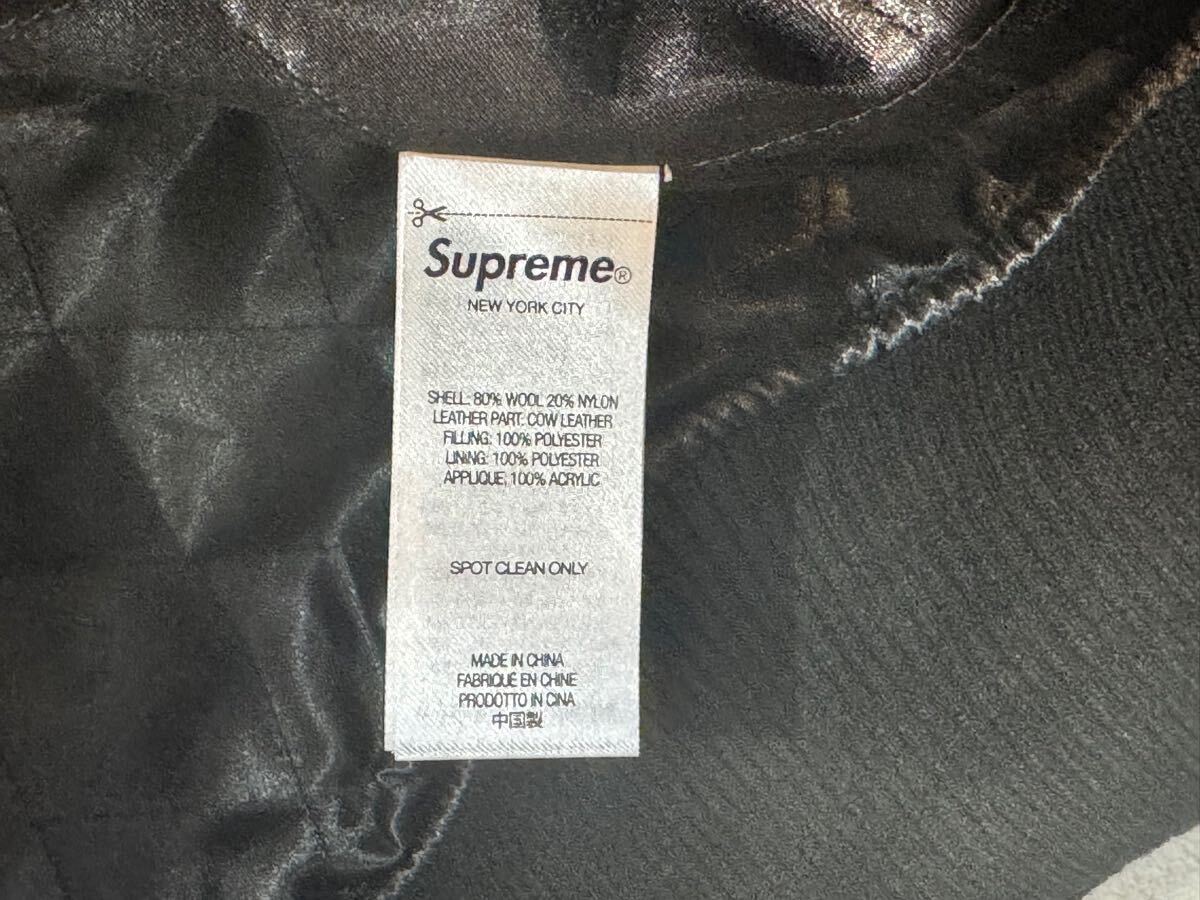 Supreme®
NEW YORK CITY
SHELL: 80% WOOL 20% NYLON
LEATHER PART: COW LEATHER
FILLING: 100% POLYESTER
LINING: 100% POLYESTER
APPLIQUE; 100% ACRYLIC
SPOT CLEAN ONLY
MADE IN CHINA
FABRIQUÉ EN CHINE
PRODOTTO IN CINA
中国製